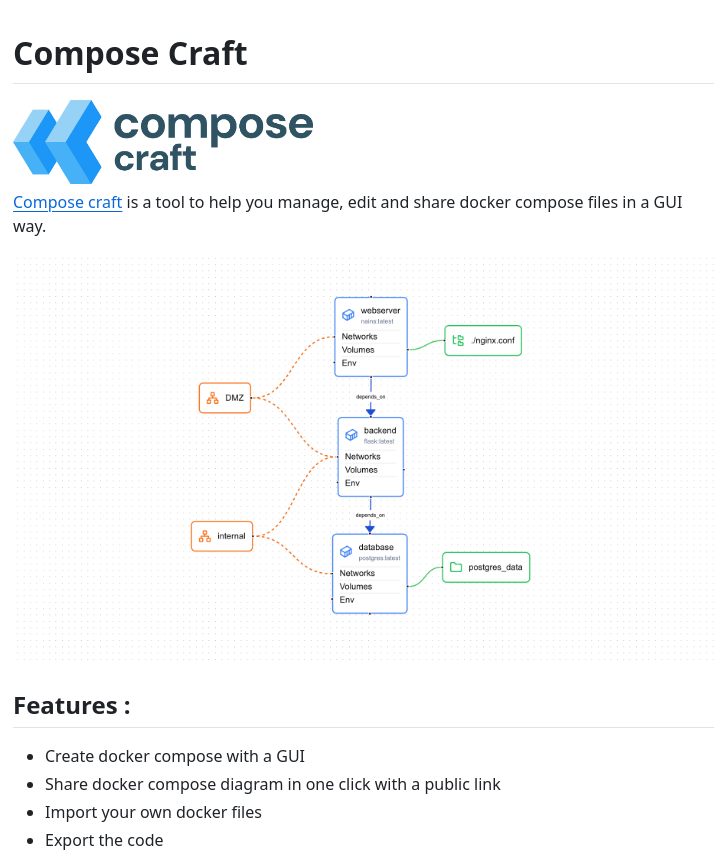 Compose Craft
compose
craft
Compose craft is a tool to help you manage, edit and share docker compose files in a GUI
way.
webserver
Networks
Volumes
Env
./nginx.conf
DMZ
depends_on
backend
flask:latest
Networks
Volumes
Env
depends_on
internal
database
postgres:latest
Networks
Volumes
Env
postgres_data
Features :
Create docker compose with a GUI
Share docker compose diagram in one click with a public link
Import your own docker files
Export the code